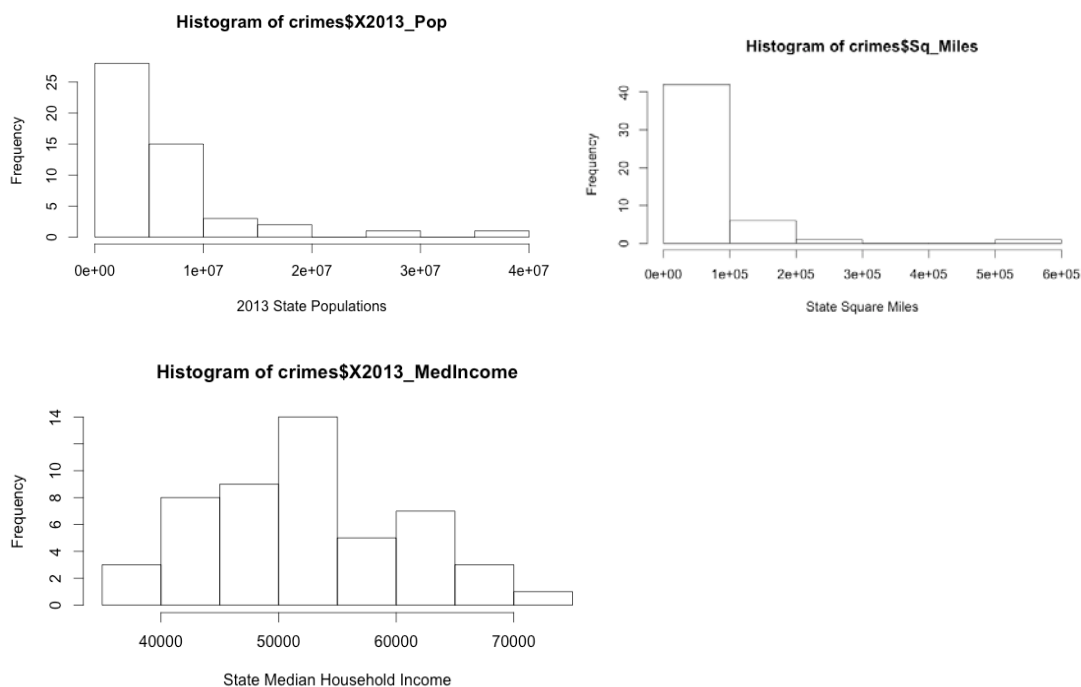 Histogram of crimes$X2013_Pop
Frequency
0 5 10 15 20 25
0e+00 1e+07 2e+07 3e+07 4e+07
2013 State Populations
Histogram of crimes$Sq_Miles
Frequency
0 10 20 30 40
0e+00 1e+05 2e+05 3e+05 4e+05 5e+05 6e+05
State Square Miles
Histogram of crimes$X2013_MedIncome
Frequency
0 2 4 6 8 10 14
40000 50000 60000 70000
State Median Household Income